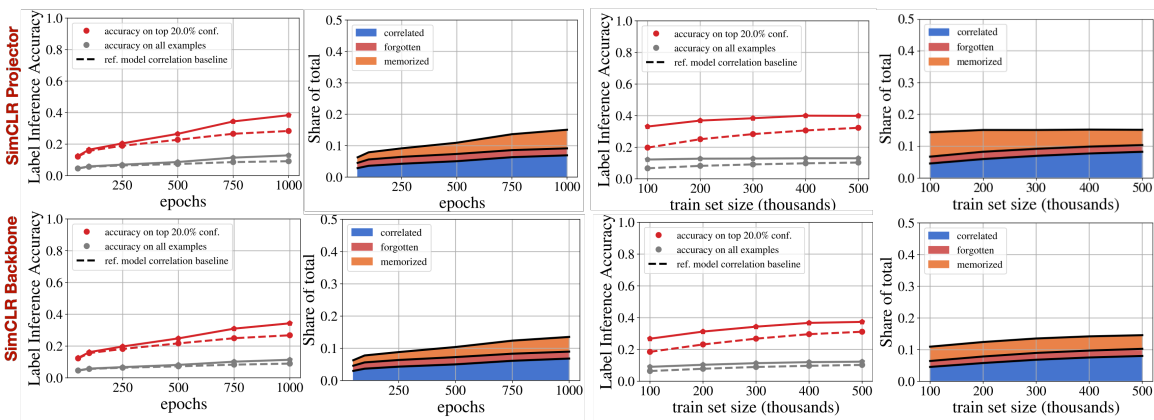 SimCLR Projector
Label Inference Accuracy
1.0
0.8
0.6
0.4
0.2
0.0
accuracy on top 20.0% conf.
accuracy on all examples
ref. model correlation baseline
250
500
750
1000
epochs
Share of total
0.5
0.4
0.3
0.2
0.1
0.0
correlated
forgotten
memorized
250
500
750
1000
epochs
Label Inference Accuracy
1.0
0.8
0.6
0.4
0.2
0.0
accuracy on top 20.0% conf.
accuracy on all examples
ref. model correlation baseline
100
200
300
400
500
train set size (thousands)
Share of total
0.5
0.4
0.3
0.2
0.1
0.0
correlated
forgotten
memorized
100
200
300
400
500
train set size (thousands)
SimCLR Backbone
Label Inference Accuracy
1.0
0.8
0.6
0.4
0.2
0.0
accuracy on top 20.0% conf.
accuracy on all examples
ref. model correlation baseline
250
500
750
1000
epochs
Share of total
0.5
0.4
0.3
0.2
0.1
0.0
correlated
forgotten
memorized
250
500
750
1000
epochs
Label Inference Accuracy
1.0
0.8
0.6
0.4
0.2
0.0
accuracy on top 20.0% conf.
accuracy on all examples
ref. model correlation baseline
100
200
300
400
500
train set size (thousands)
Share of total
0.5
0.4
0.3
0.2
0.1
0.0
correlated
forgotten
memorized
100
200
300
400
500
train set size (thousands)